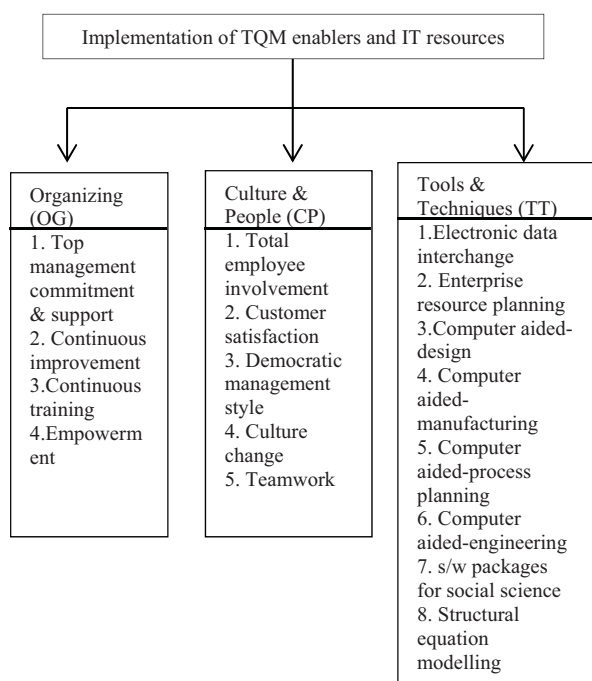 Implementation of TQM enablers and IT resources
Organizing
(OG)
1. Top
management
commitment
& support
2. Continuous
improvement
3.Continuous
training
4.Empowerm
ent
Culture &
People (CP)
1. Total
employee
involvement
2. Customer
satisfaction
3. Democratic
management
style
4. Culture
change
5. Teamwork
Tools &
Techniques (TT)
1.Electronic data
interchange
2. Enterprise
resource planning
3.Computer aided-
design
4. Computer
aided-
manufacturing
5. Computer
aided-process
planning
6. Computer
aided-engineering
7. s/w packages
for social science
8. Structural
equation
modelling